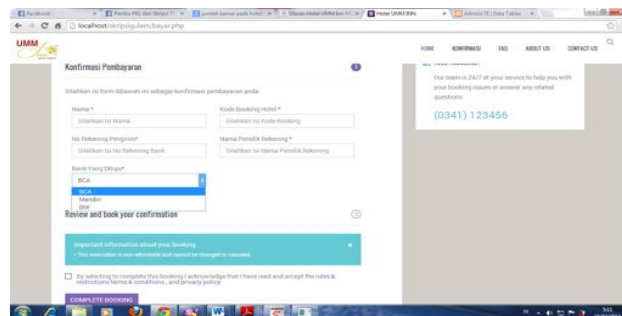 Facebook
localhost/skripsigulam/bayar.php
UMM
HOME KONFIRMASI FAQ ABOUT US CONTACT US
Konfirmasi Pembayaran
1
Silahkan isi form dibawah ini sebagai konfirmasi pembayaran anda
Nama *
Kode Booking Hotel *
Silahkan Isi Nama
Silahkan isi Kode Booking
No Rekening Pengirim*
Nama Pemilik Rekening *
Silahkan Isi No Rekening Bank
Silahkan Isi Nama Pemilik Rekening
Bank Yang Dituju*
BCA
BCA
Mandiri
BNI
Review and book your confirmation
Important information about your booking
- This reservation is non-refundable and cannot be changed or canceled
By selecting to complete this booking I acknowledge that I have read and accept the rules &
restrictions terms & conditions , and privacy policy
COMPLETE BOOKING
Our team is 24/7 at your service to help you with
your booking issues or answer any related
questions
(0341) 123456